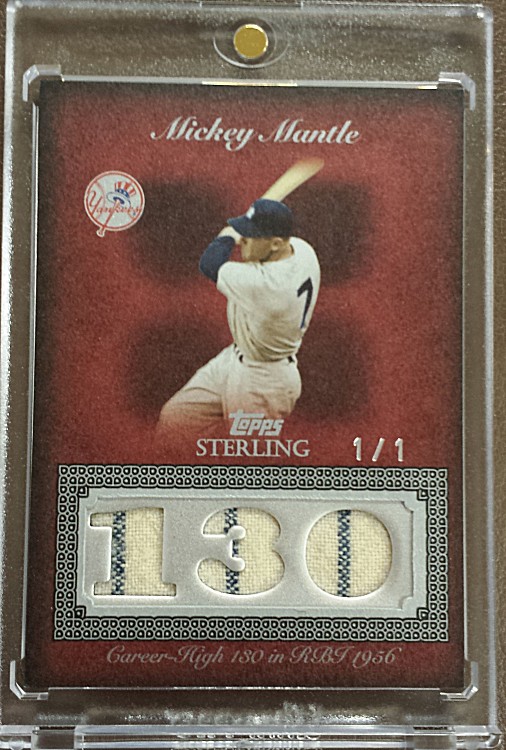 Mickey Mantle
Yankees
7
Topps
STERLING
1/1
130
Career-High 130 in RBI 1956